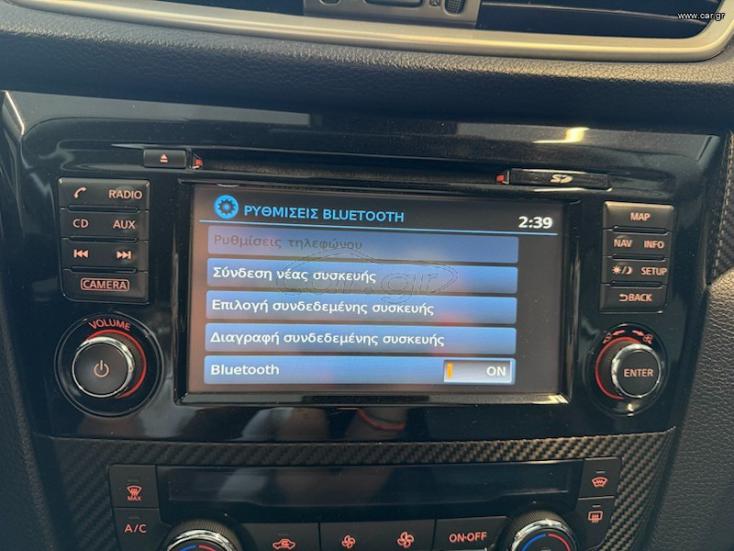 www.car.gr
RADIO
CD AUX
CAMERA
VOLUME
SD
ΡΥΘΜΙΣΕΙΣ BLUETOOTH
2:39
Ρυθμίσεις τηλεφώνου
Σύνδεση νέας συσκευής
Επιλογή συνδεδεμένης συσκευής
Διαγραφή συνδεδεμένης συσκευής
Bluetooth ON
MAP
NAV INFO
SETUP
BACK
ENTER
MAX
A/C
ON·OFF